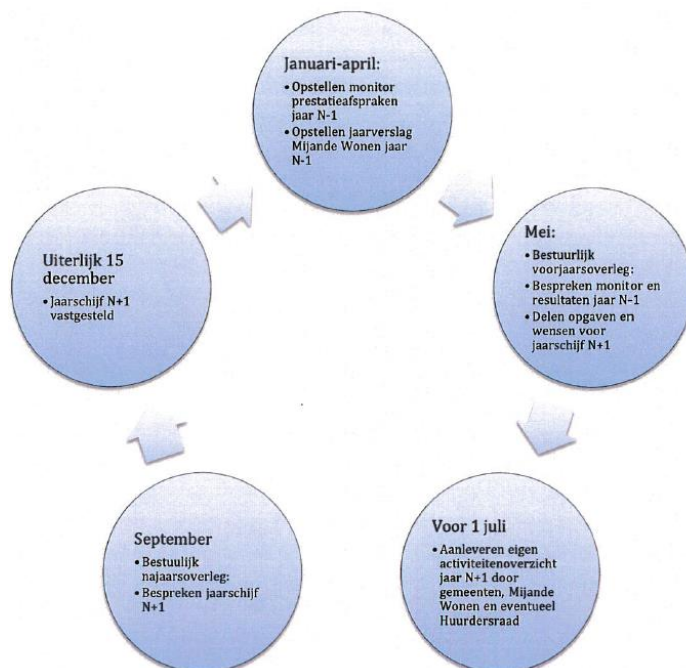 Januari-april:
• Opstellen monitor
prestatieafspraken
jaar N-1
• Opstellen jaarverslag
Mijande Wonen jaar
N-1
Mei:
• Bestuurlijk
voorjaarsoverleg:
• Bespreken monitor en
resultaten jaar N-1
• Delen opgaven en
wensen voor
jaarschijf N+1
Voor 1 juli
• Aanleveren eigen
activiteitenoverzicht
jaar N+1 door
gemeenten, Mijande
Wonen en eventueel
Huurdersraad
September
• Bestuulijk
najaarsoverleg:
• Bespreken jaarschijf
N+1
Uiterlijk 15
december
• Jaarschijf N+1
vastgesteld